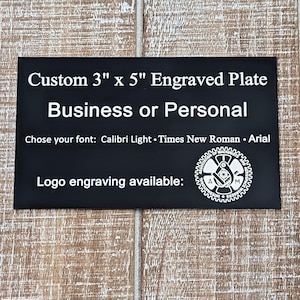 Custom 3" x 5" Engraved Plate
Business or Personal
Chose your font: Calibri Light - Times New Roman - Arial
Logo engraving available: